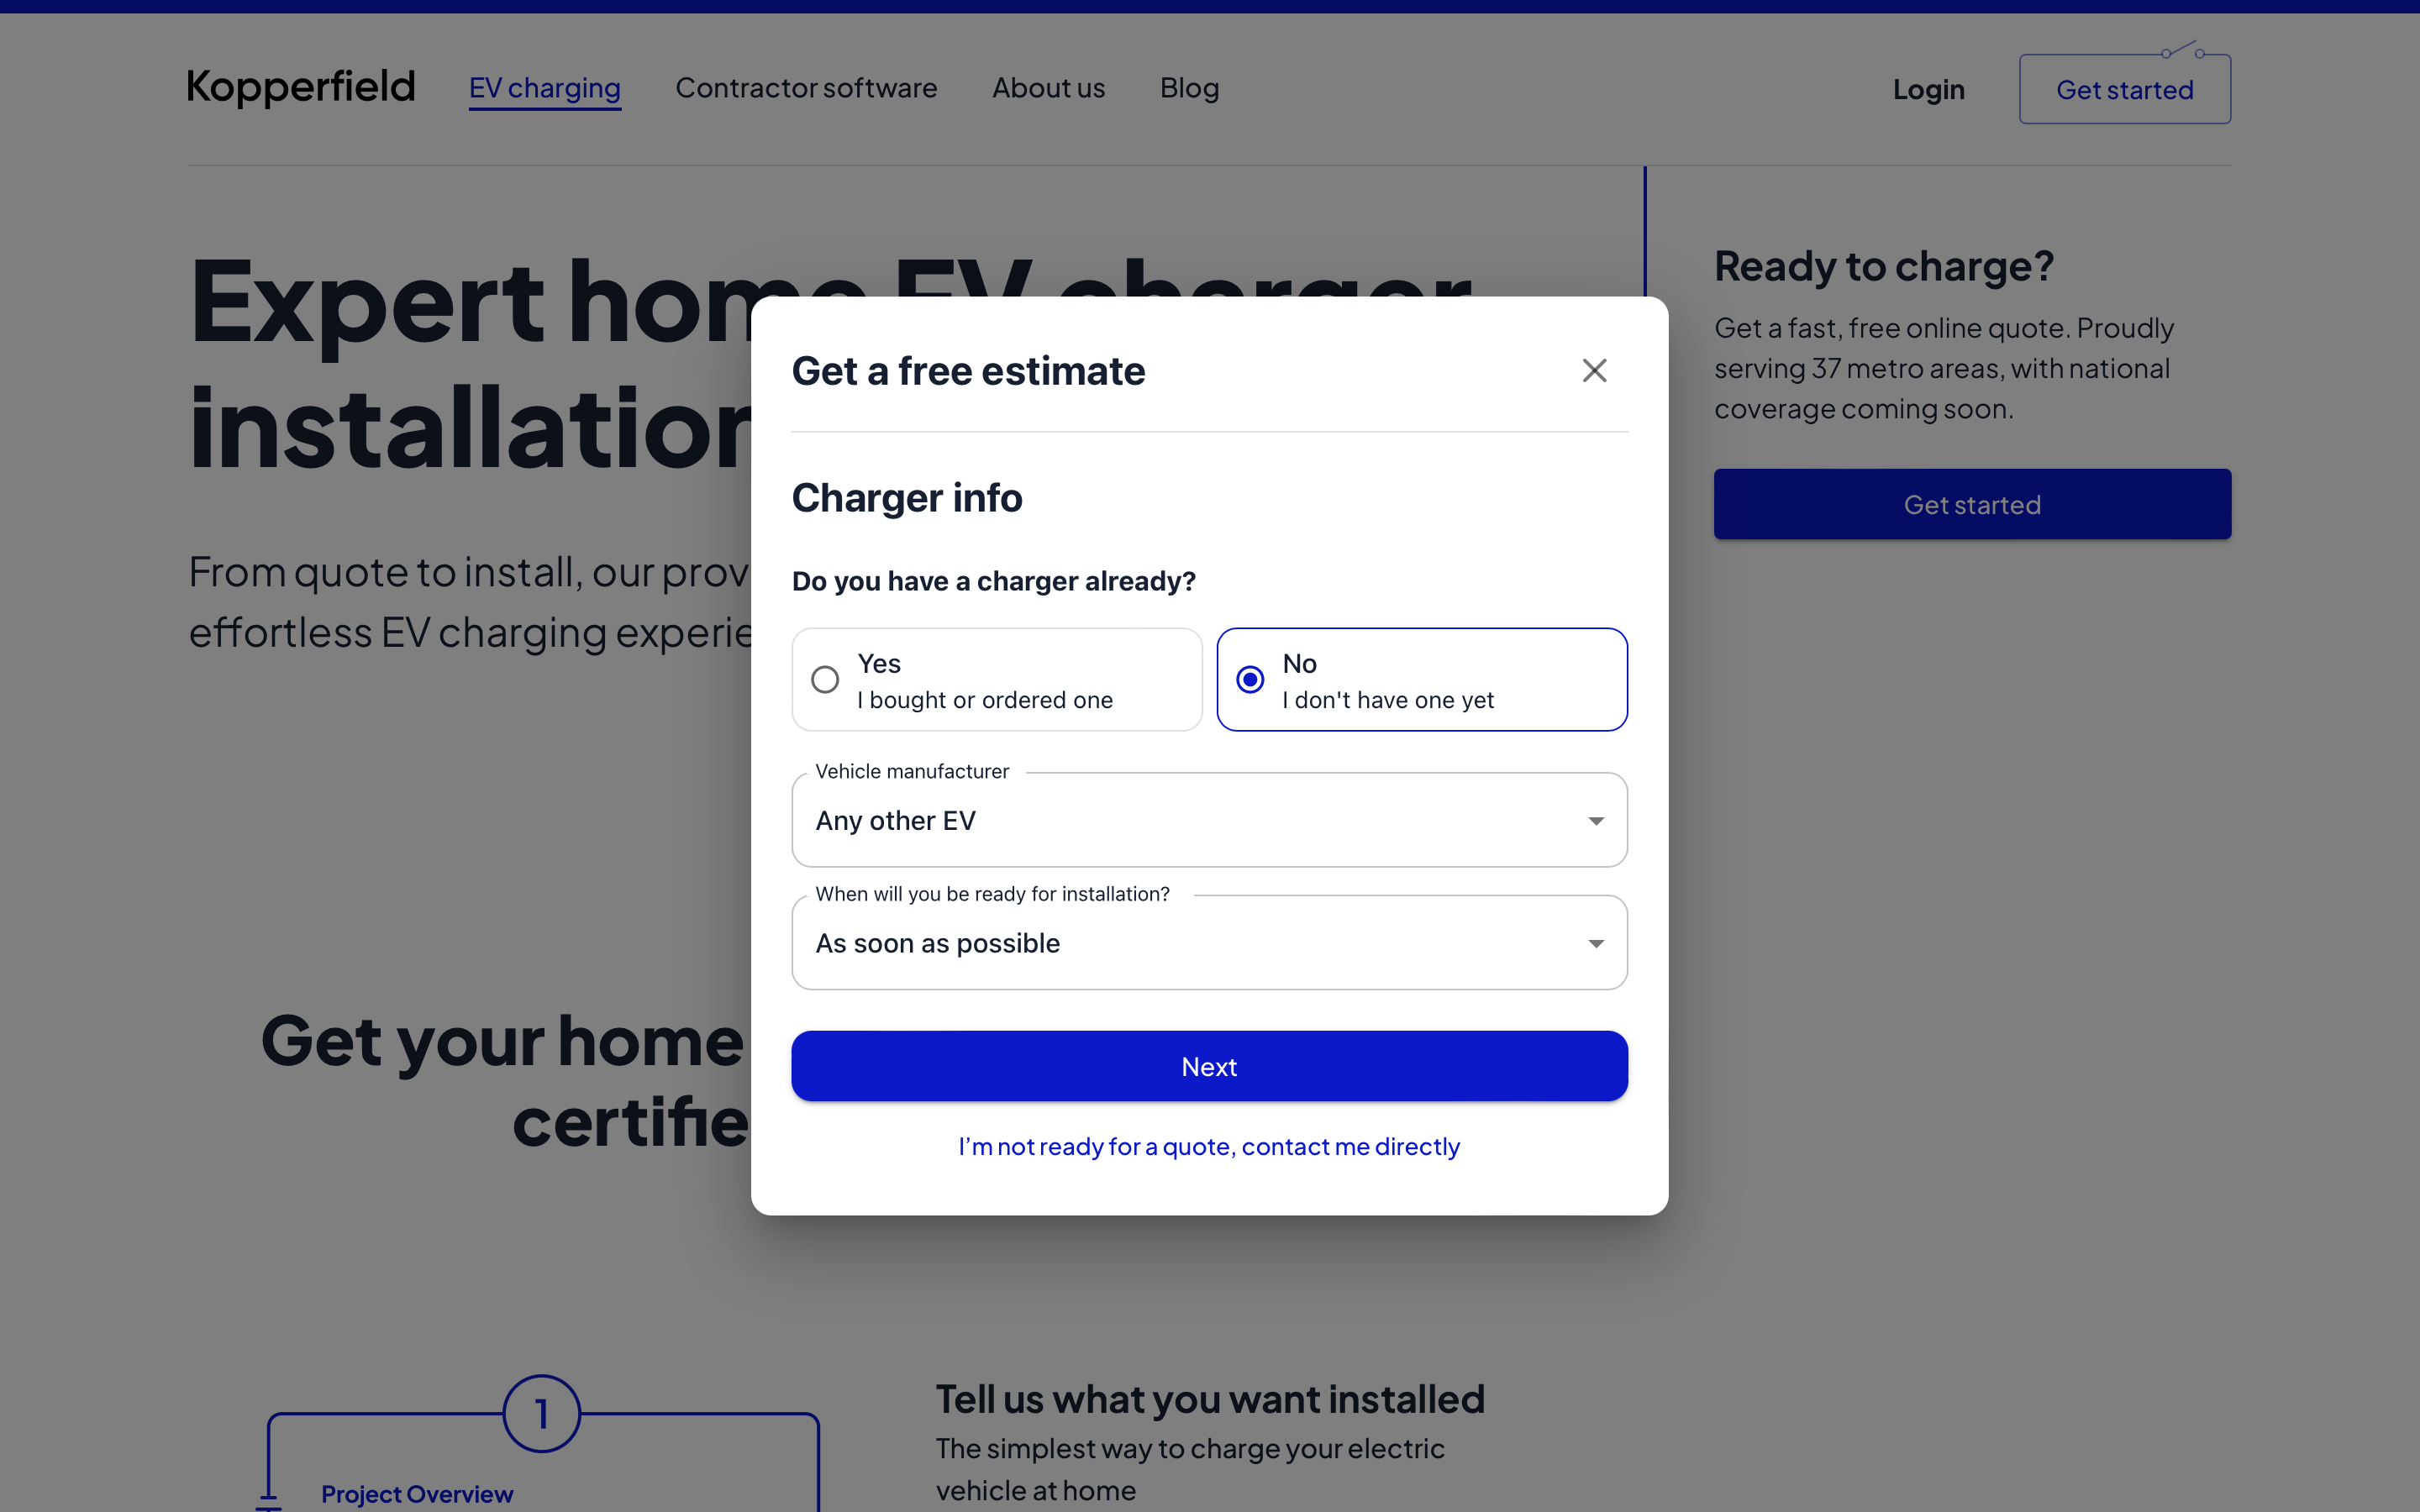 Kopperfield
EV charging
Contractor software
About us
Blog
Login
Get started
Expert home EV charger
installation
From quote to install, our prov
effortless EV charging experie
Ready to charge?
Get a fast, free online quote. Proudly
serving 37 metro areas, with national
coverage coming soon.
Get started
Get a free estimate
Charger info
Do you have a charger already?
Yes
I bought or ordered one
No
I don't have one yet
Vehicle manufacturer
Any other EV
When will you be ready for installation?
As soon as possible
Next
I’m not ready for a quote, contact me directly
Get your home
certifie
1
Project Overview
Tell us what you want installed
The simplest way to charge your electric
vehicle at home